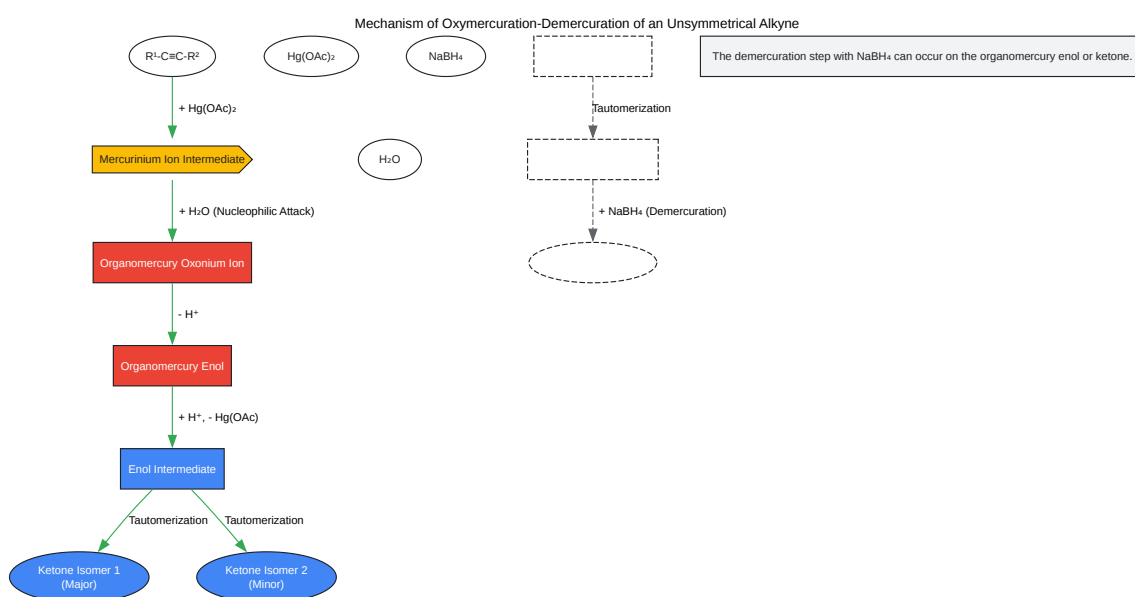 Mechanism of Oxymercuration-Demercuration of an Unsymmetrical Alkyne
R¹-C≡C-R²
Hg(OAc)₂
NaBH₄
The demercuration step with NaBH₄ can occur on the organomercury enol or ketone.
+ Hg(OAc)₂
Tautomerization
Mercurinium Ion Intermediate
H₂O
+ H₂O (Nucleophilic Attack)
+ NaBH₄ (Demercuration)
Organomercury Oxonium Ion
- H⁺
Organomercury Enol
+ H⁺, - Hg(OAc)
Enol Intermediate
Tautomerization
Tautomerization
Ketone Isomer 1
(Major)
Ketone Isomer 2
(Minor)